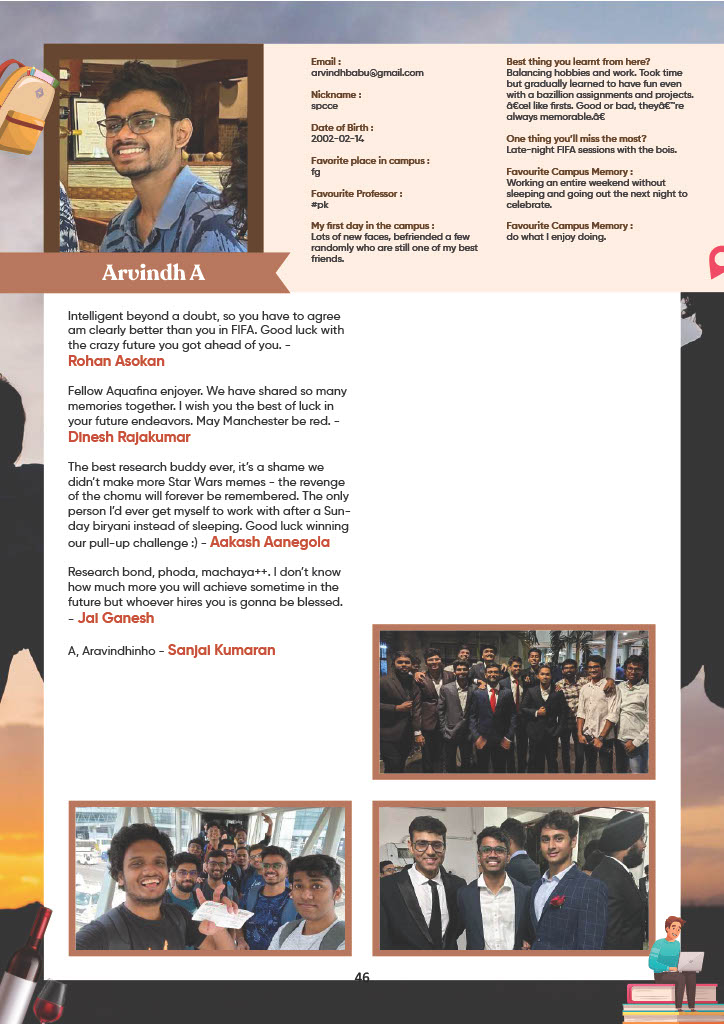 Email :
arvindhbabu@gmail.com
Nickname :
spcce
Date of Birth :
2002-02-14
Favorite place in campus :
fg
Favourite Professor :
#pk
My first day in the campus :
Lots of new faces, befriended a few
randomly who are still one of my best
friends.
Best thing you learnt from here?
Balancing hobbies and work. Took time
but gradually learned to have fun even
with a bazillion assignments and projects.
â€œI like firsts. Good or bad, theyâ€™re
always memorable.â€
One thing you’ll miss the most?
Late-night FIFA sessions with the bois.
Favourite Campus Memory :
Working an entire weekend without
sleeping and going out the next night to
celebrate.
Favourite Campus Memory :
do what I enjoy doing.
Arvindh A
Intelligent beyond a doubt, so you have to agree
am clearly better than you in FIFA. Good luck with
the crazy future you got ahead of you. -
Rohan Asokan
Fellow Aquafina enjoyer. We have shared so many
memories together. I wish you the best of luck in
your future endeavors. May Manchester be red. -
Dinesh Rajakumar
The best research buddy ever, it’s a shame we
didn’t make more Star Wars memes - the revenge
of the chomu will forever be remembered. The only
person I’d ever get myself to work with after a Sun-
day biryani instead of sleeping. Good luck winning
our pull-up challenge :) - Aakash Aanegola
Research bond, phoda, machaya++. I don’t know
how much more you will achieve sometime in the
future but whoever hires you is gonna be blessed.
- Jai Ganesh
A, Aravindhinho - Sanjai Kumaran
46